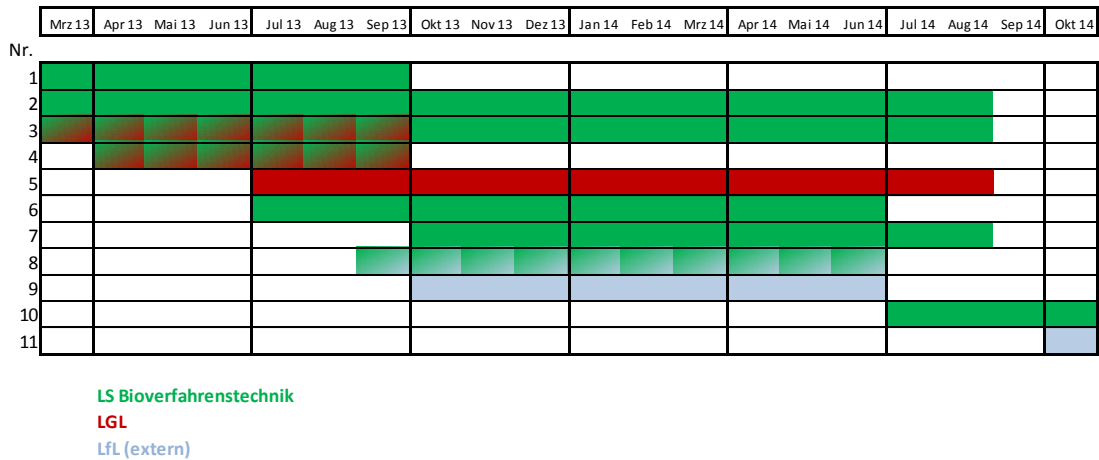 Mrz 13 Apr 13 Mai 13 Jun 13 Jul 13 Aug 13 Sep 13 Okt 13 Nov 13 Dez 13 Jan 14 Feb 14 Mrz 14 Apr 14 Mai 14 Jun 14 Jul 14 Aug 14 Sep 14 Okt 14
Nr.
1
2
3
4
5
6
7
8
9
10
11
LS Bioverfahrenstechnik
LGL
LfL (extern)